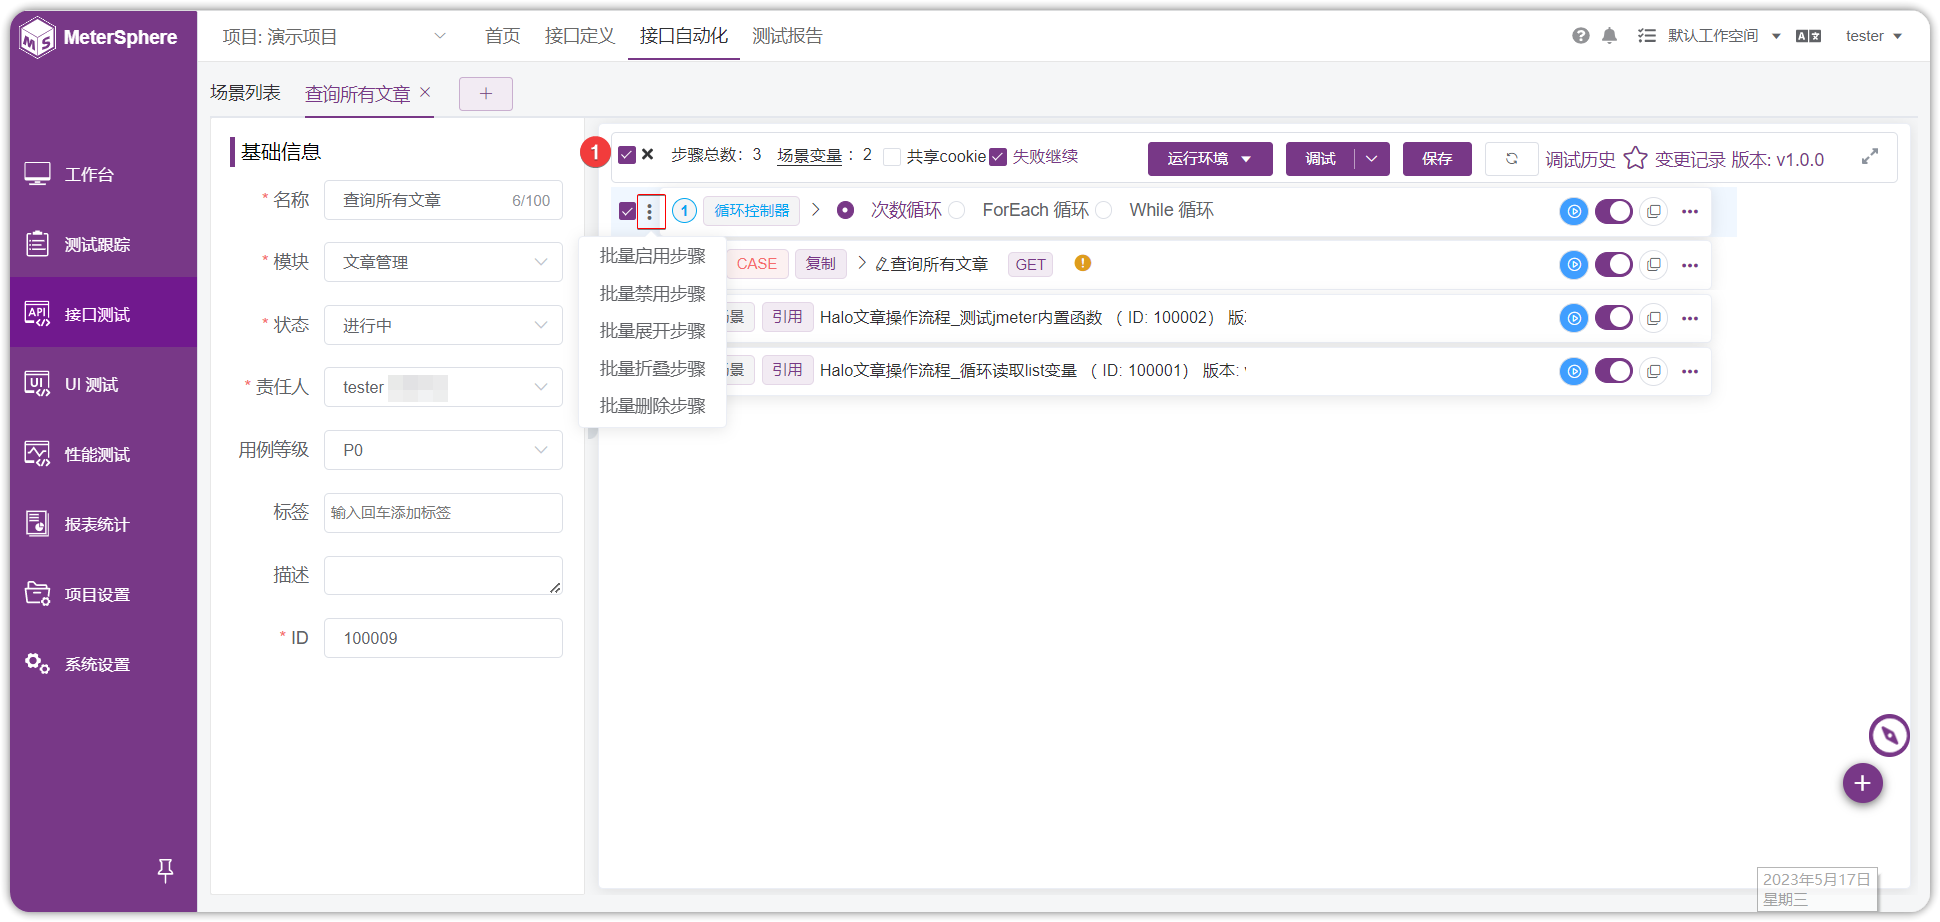 MeterSphere
项目: 演示项目
首页
接口定义
接口自动化
测试报告
默认工作空间
tester
工作台
测试跟踪
接口测试
UI 测试
性能测试
报表统计
项目设置
系统设置
场景列表
查询所有文章
基础信息
* 名称
查询所有文章
6/100
* 模块
文章管理
* 状态
进行中
* 责任人
tester
用例等级
P0
标签
输入回车添加标签
描述
* ID
100009
1
步骤总数: 3
场景变量 : 2
共享cookie
失败继续
运行环境
调试
保存
调试历史
变更记录
版本: v1.0.0
1
循环控制器
次数循环
ForEach 循环
While 循环
批量启用步骤
批量禁用步骤
批量展开步骤
批量折叠步骤
批量删除步骤
CASE
复制
查询所有文章
GET
景
引用
Halo文章操作流程_测试jmeter内置函数 ( ID: 100002)
景
引用
Halo文章操作流程_循环读取list变量 ( ID: 100001) 版本:
API
UI
2023年5月17日
星期三